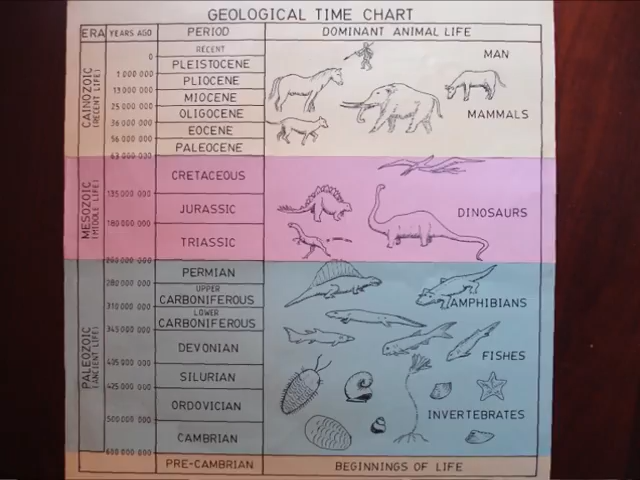 GEOLOGICAL TIME CHART
ERA YEARS AGO PERIOD DOMINANT ANIMAL LIFE
CAINOZOIC
(RECENT LIFE)
0
1 000 000
13 000 000
25 000 000
36 000 000
56 000 000
63 000 000
RECENT
PLEISTOCENE
PLIOCENE
MIOCENE
OLIGOCENE
EOCENE
PALEOCENE
MAN
MAMMALS
MESOZOIC
(MIDDLE LIFE)
135 000 000
180 000 000
CRETACEOUS
JURASSIC
TRIASSIC
DINOSAURS
PALEOZOIC
(ANCIENT LIFE)
280 000 000
310 000 000
345 000 000
405 000 000
425 000 000
500 000 000
600 000 000
PERMIAN
UPPER
CARBONIFEROUS
LOWER
CARBONIFEROUS
DEVONIAN
SILURIAN
ORDOVICIAN
CAMBRIAN
AMPHIBIANS
FISHES
INVERTEBRATES
PRE-CAMBRIAN BEGINNINGS OF LIFE